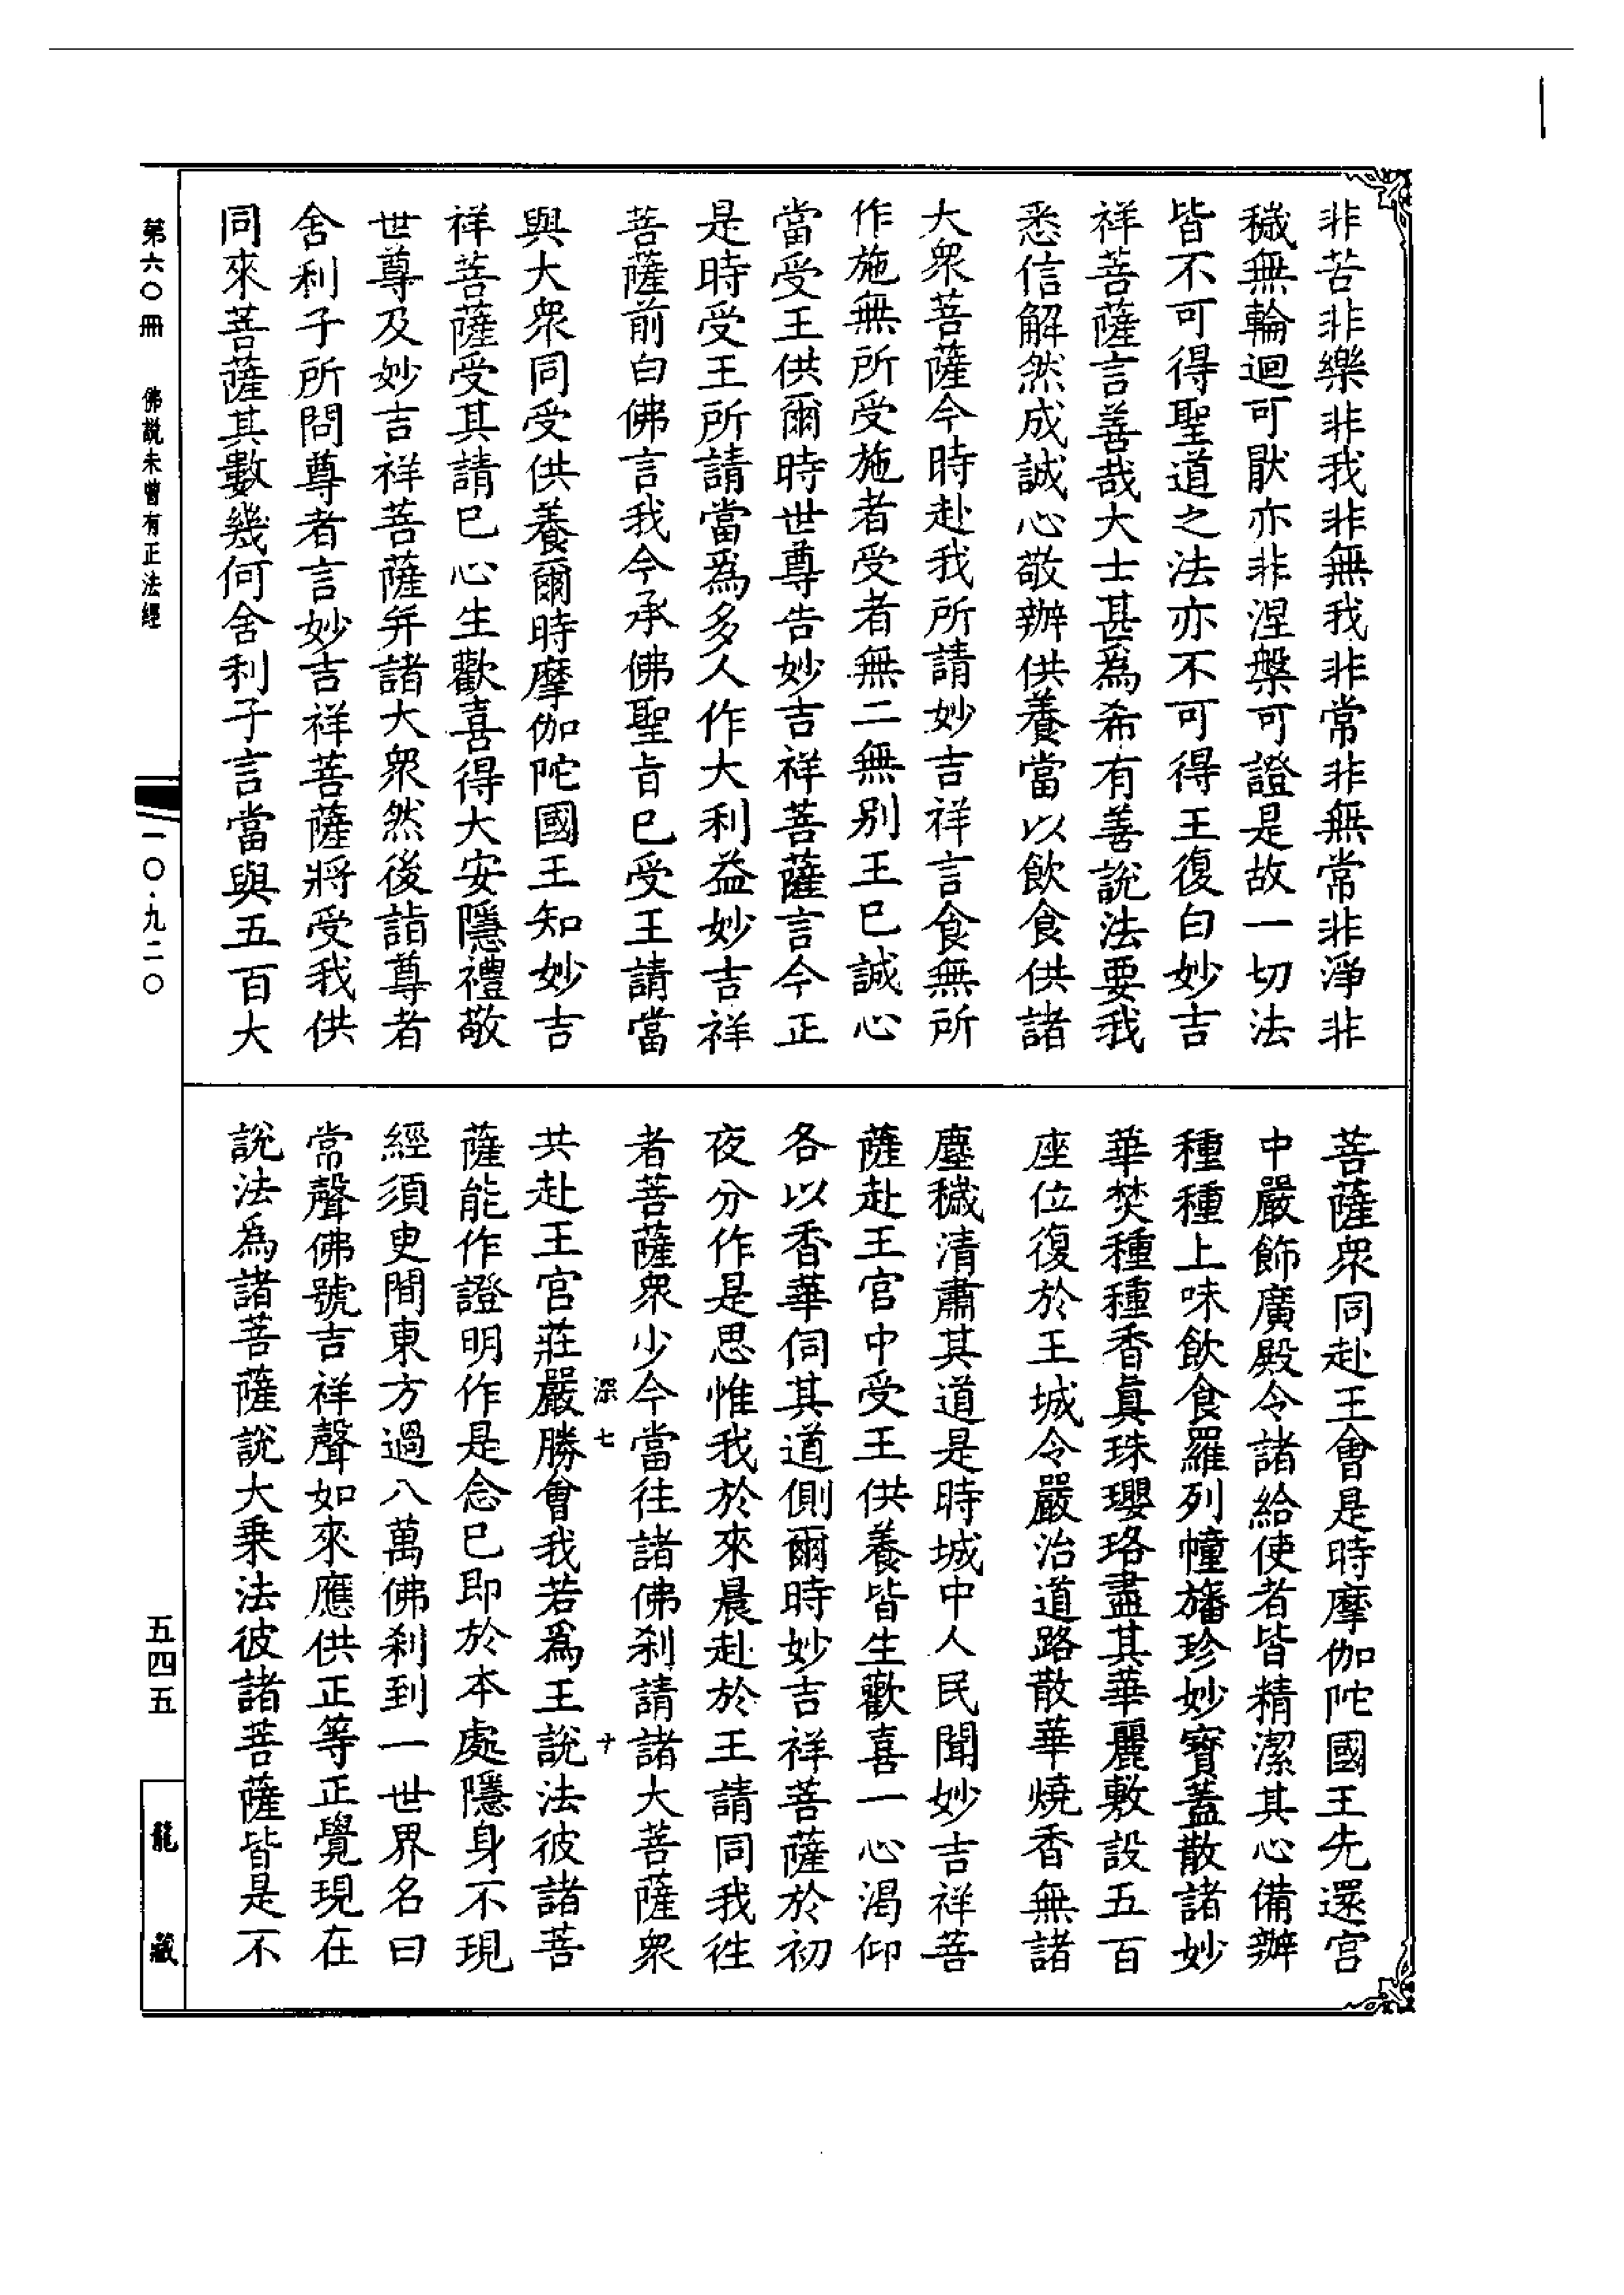 非苦非樂非我非無我非常非無常非淨非
穢無輪迴可猒亦非涅槃可證是故一切法
皆不可得聖道之法亦不可得王復白妙吉
祥菩薩言善哉大士甚爲希有善說法要我
悉信解然成誠心敬辦供養當以飲食供諸
大衆菩薩今時赴我所請妙吉祥言食無所
作施無所受施者受者無二無別王巳誠心
當受王供爾時世尊告妙吉祥菩薩言今正
是時受王所請當爲多人作大利益妙吉祥
菩薩前白佛言我今承佛聖旨巳受王請當
與大衆同受供養爾時摩伽陀國王知妙吉
祥菩薩受其請巳心生歡喜得大安隱禮敬
世尊及妙吉祥菩薩并諸大衆然後詣尊者
舍利子所問尊者言妙吉祥菩薩將受我供
同來菩薩其數幾何舍利子言當與五百大
菩薩衆同赴王會是時摩伽陀國王先還宮
中嚴飾廣殿令諸給使者皆精潔其心備辦
種種上味飲食羅列幢旛珍妙寶蓋散諸妙
華焚種種香真珠瓔珞盡其華麗敷設五百
座位復於王城令嚴治道路散華燒香無諸
塵穢清肅其道是時城中人民聞妙吉祥菩
薩赴王宮中受王供養皆生歡喜一心渴仰
各以香華伺其道側爾時妙吉祥菩薩於初
夜分作是思惟我於來晨赴於王請同我徃
者菩薩衆少今當往諸佛刹請諸大菩薩衆
深七 十
共赴王宮莊嚴勝會我若爲王說法彼諸菩
薩能作證明作是念巳即於本處隱身不現
經須臾間東方過八萬佛刹到一世界名曰
常聲佛號吉祥聲如來應供正等正覺現在
說法爲諸菩薩說大乘法彼諸菩薩皆是不
第六〇冊 佛説未曾有正法經
一〇·九二〇
五四五
龍藏